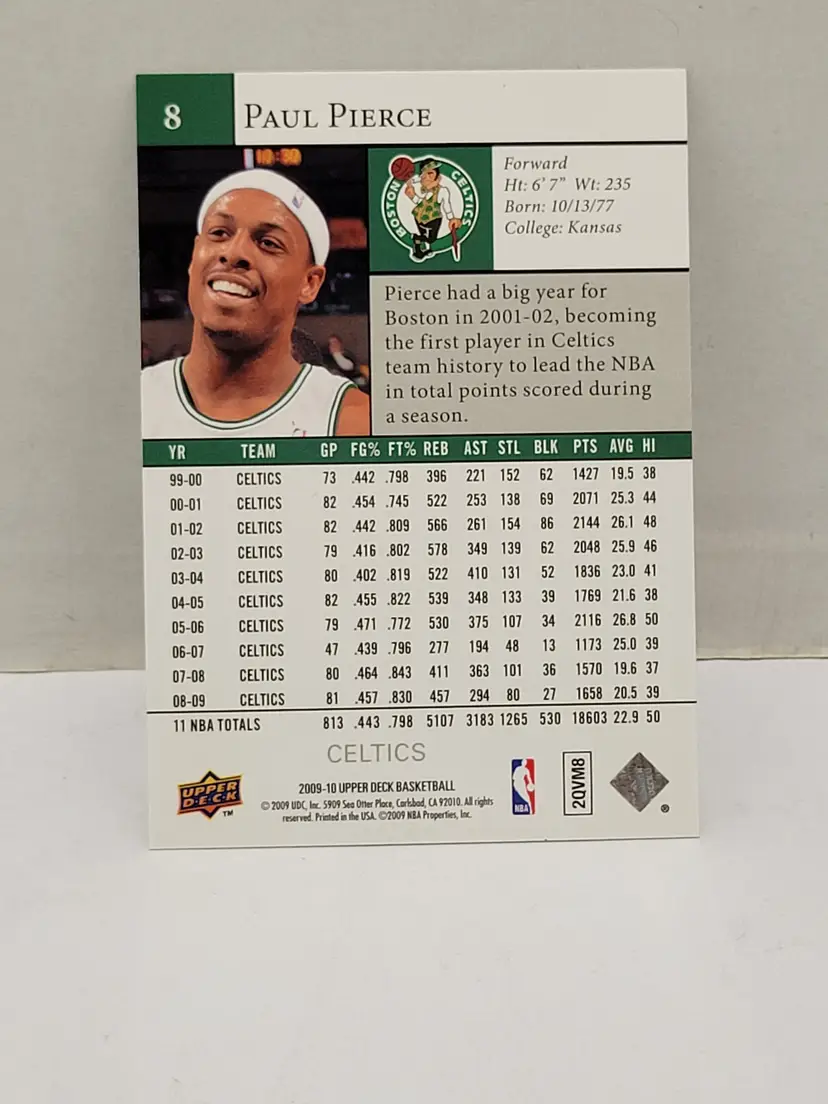 8
PAUL PIERCE
10:30
BOSTON CELTICS
Forward
Ht: 6' 7" Wt: 235
Born: 10/13/77
College: Kansas
Pierce had a big year for
Boston in 2001-02, becoming
the first player in Celtics
team history to lead the NBA
in total points scored during
a season.
YR TEAM GP FG% FT% REB AST STL BLK PTS AVG HI
99-00 CELTICS 73 .442 .798 396 221 152 62 1427 19.5 38
00-01 CELTICS 82 .454 .745 522 253 138 69 2071 25.3 44
01-02 CELTICS 82 .442 .809 566 261 154 86 2144 26.1 48
02-03 CELTICS 79 .416 .802 578 349 139 62 2048 25.9 46
03-04 CELTICS 80 .402 .819 522 410 131 52 1836 23.0 41
04-05 CELTICS 82 .455 .822 539 348 133 39 1769 21.6 38
05-06 CELTICS 79 .471 .772 530 375 107 34 2116 26.8 50
06-07 CELTICS 47 .439 .796 277 194 48 13 1173 25.0 39
07-08 CELTICS 80 .464 .843 411 363 101 36 1570 19.6 37
08-09 CELTICS 81 .457 .830 457 294 80 27 1658 20.5 39
11 NBA TOTALS 813 .443 .798 5107 3183 1265 530 18603 22.9 50
CELTICS
UPPER
DECK
TM
2009-10 UPPER DECK BASKETBALL
© 2009 UDC, Inc. 5909 Sea Otter Place, Carlsbad, CA 92010. All rights
reserved. Printed in the USA. ©2009 NBA Properties, Inc.
NBA
2QVM8
®